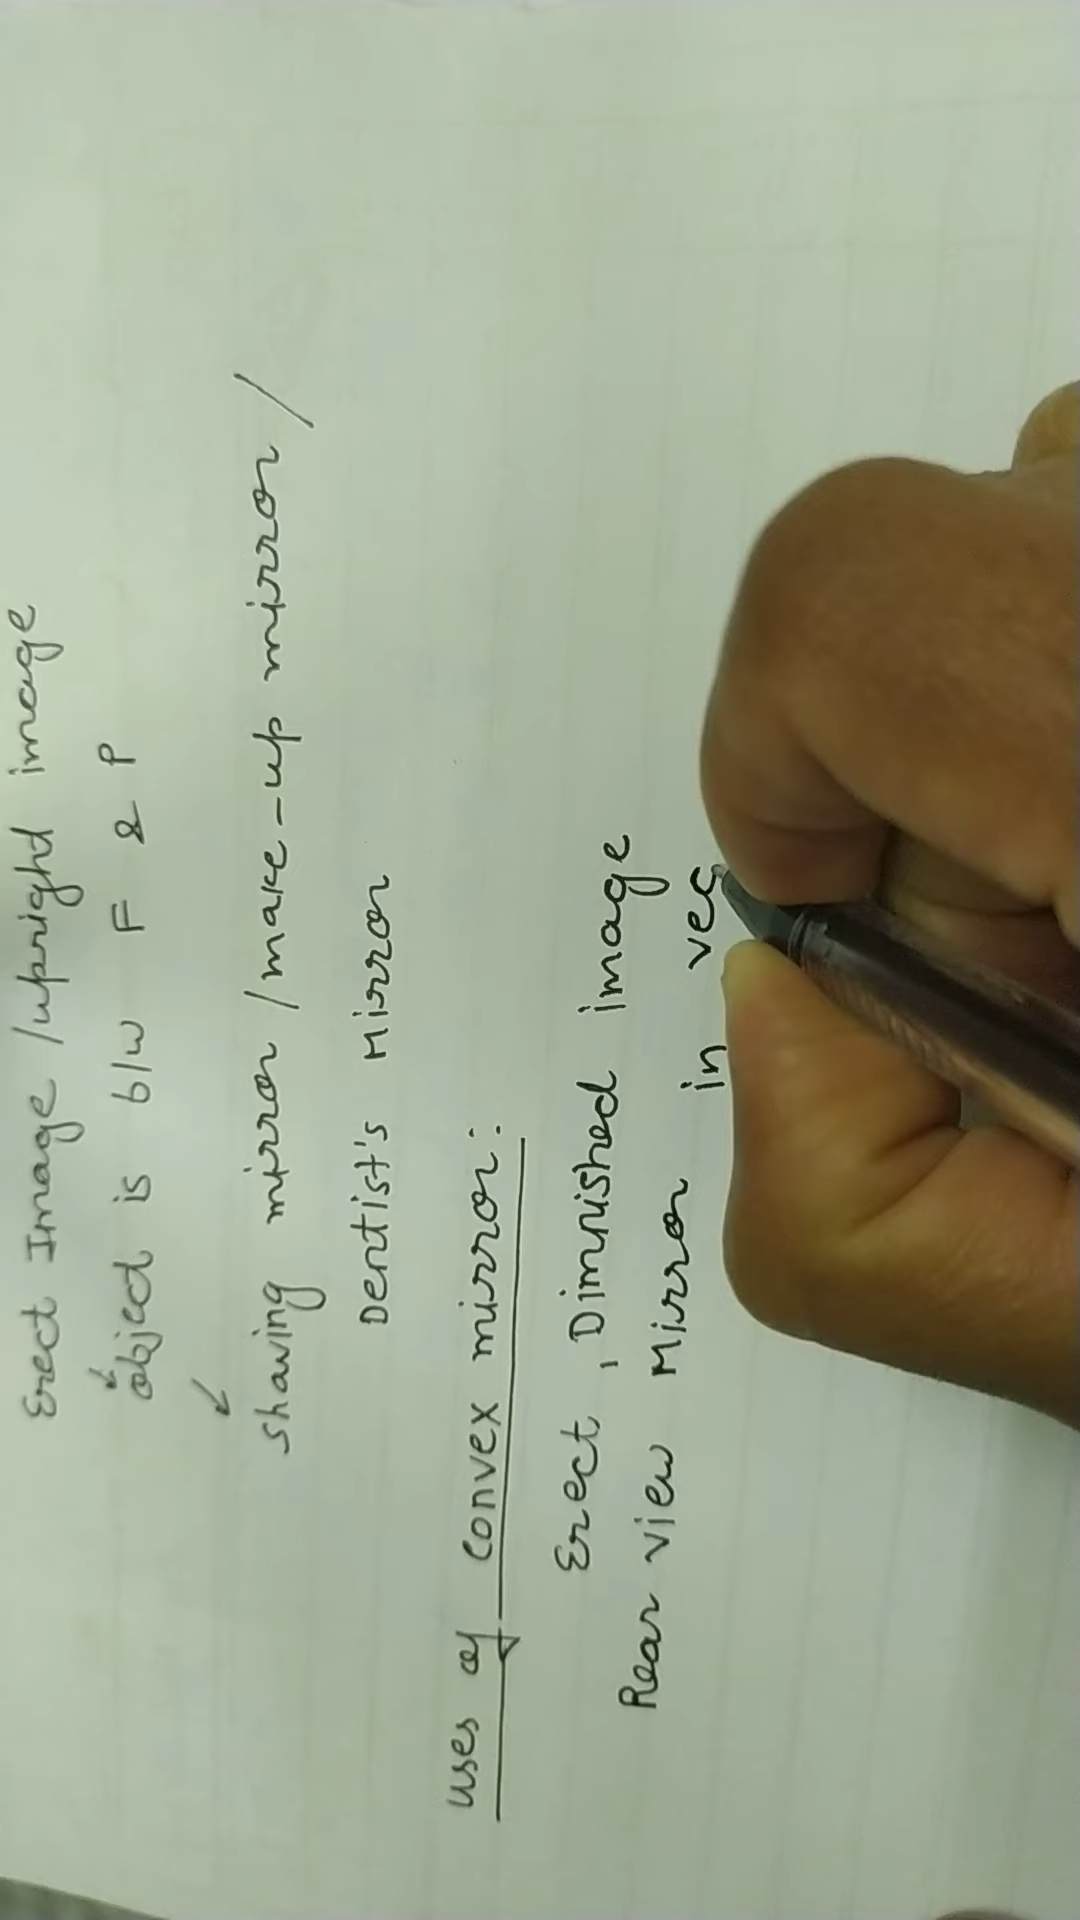 Erect Image / upright image
object is b/w F & P
shaving mirror / make-up mirror /
Dentist's Mirror
uses of convex mirror:
Erect, Diminished image
Rear view Mirror in vec